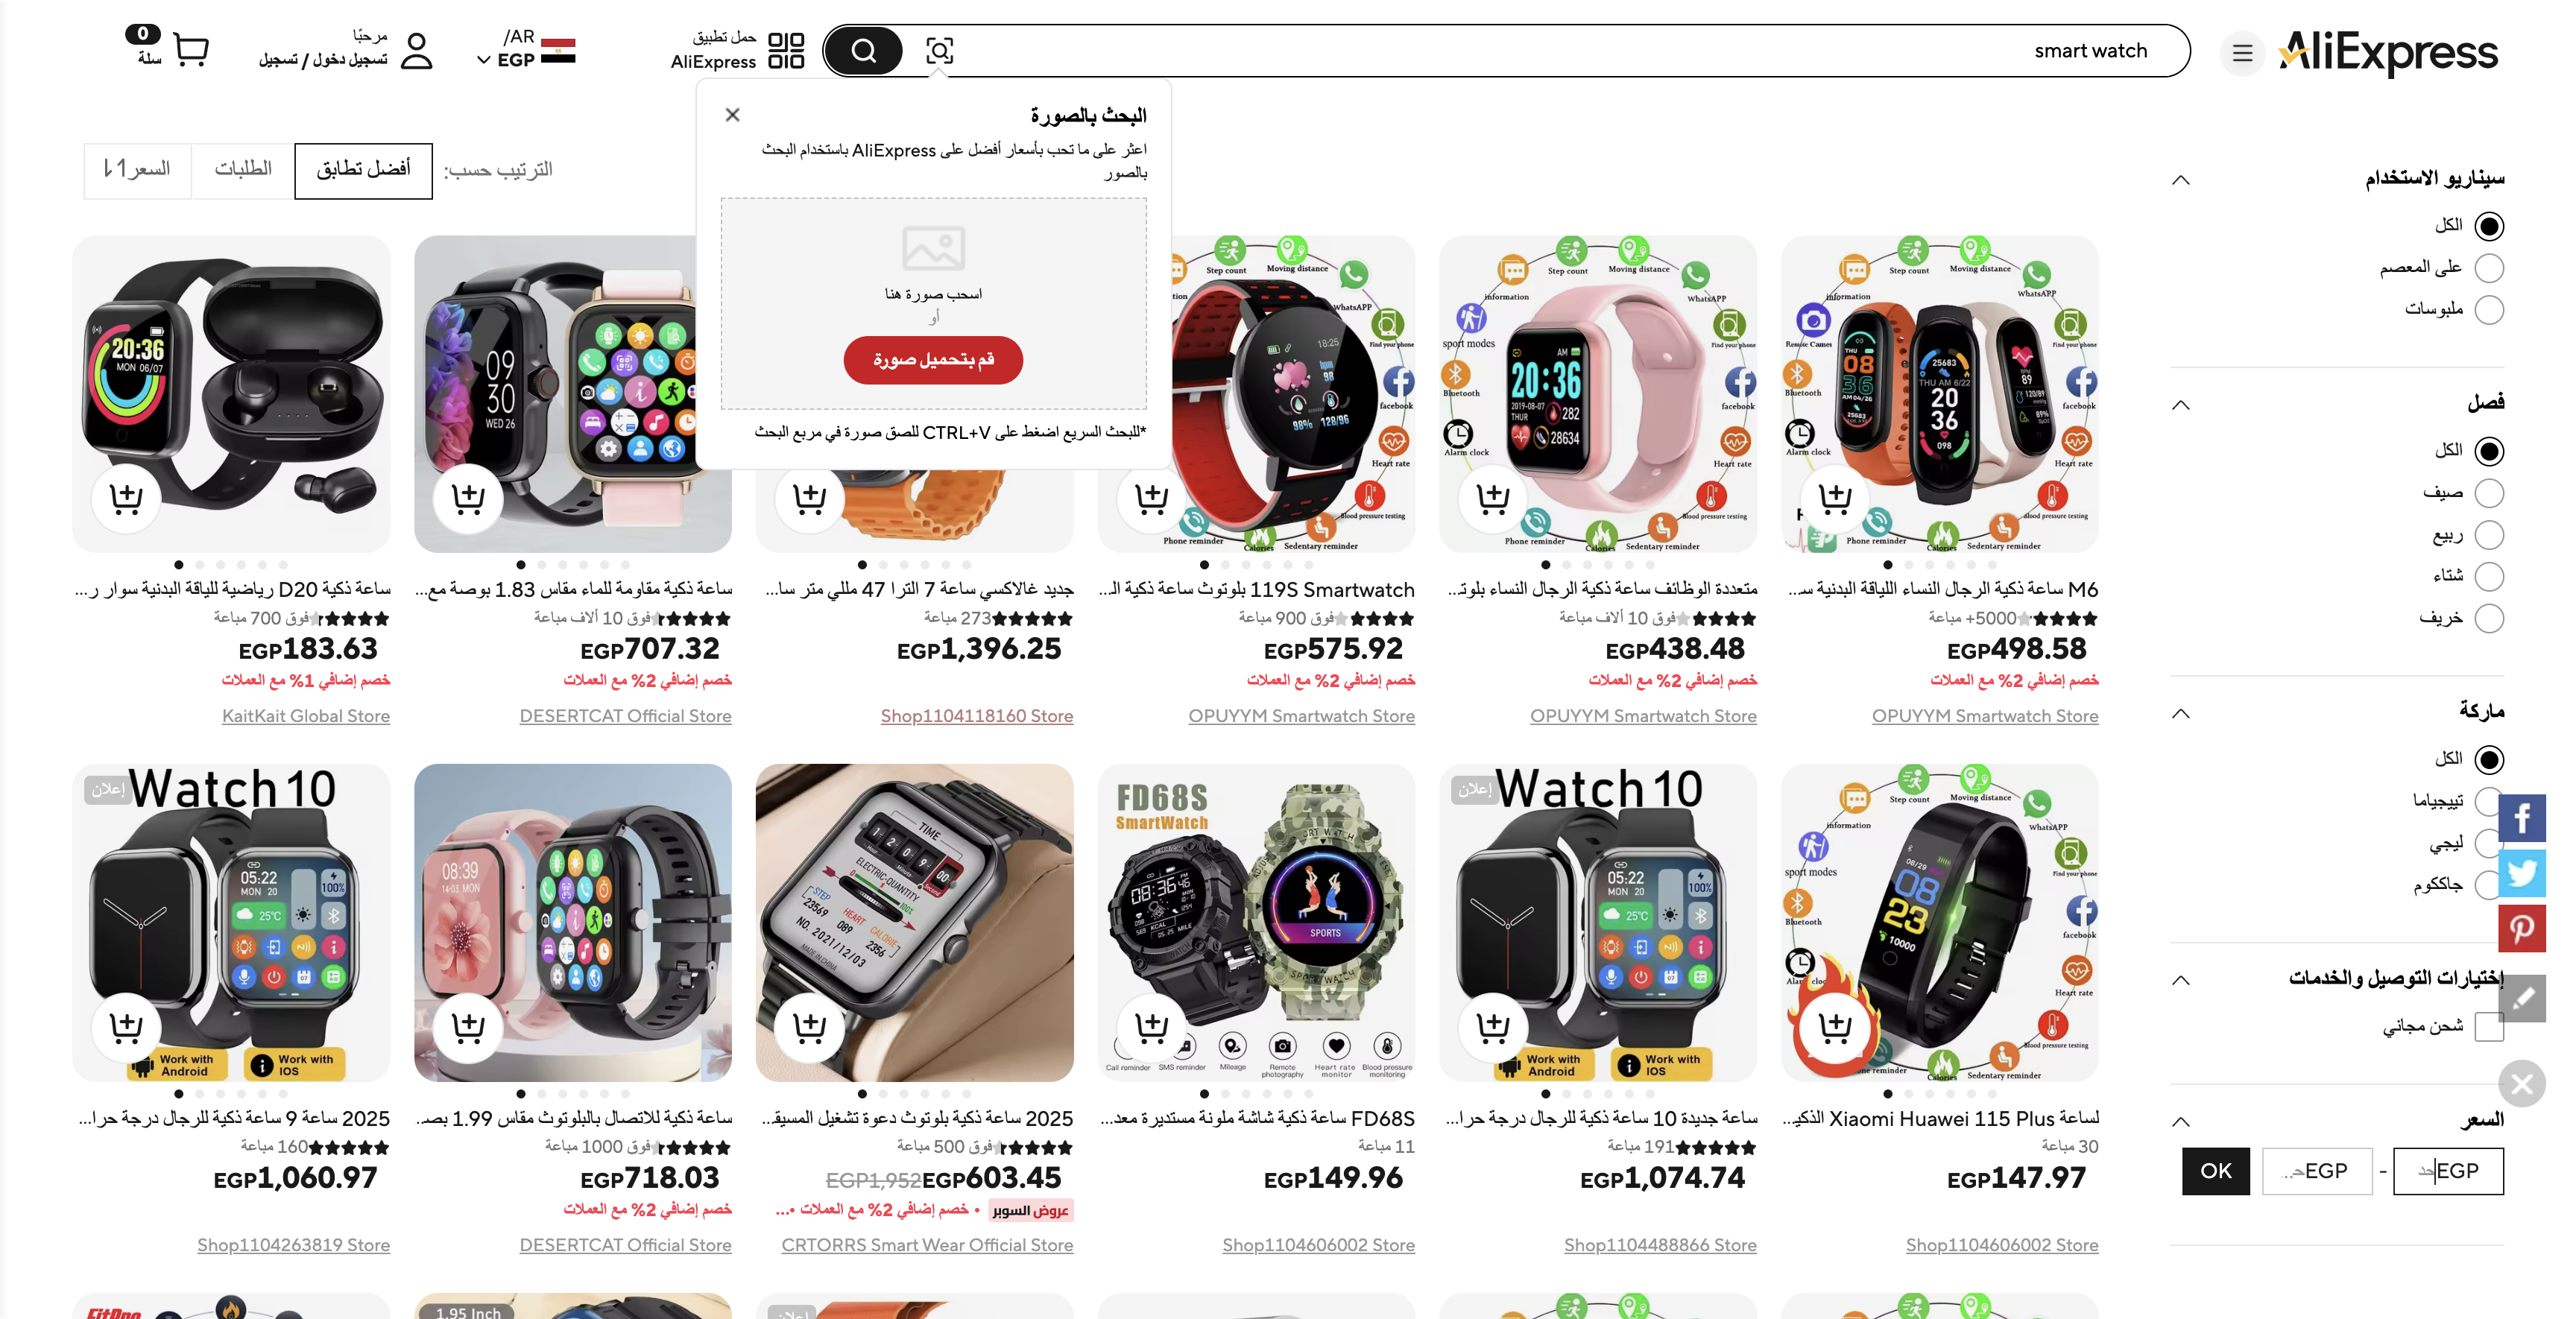 AliExpress
smart watch
حمل تطبيق
AliExpress
/AR
EGP
مرحبًا
تسجيل دخول / تسجيل
0
سلة
البحث بالصورة
اعثر على ما تحب بأسعار أفضل على AliExpress باستخدام البحث
بالصور
اسحب صورة هنا
أو
قم بتحميل صورة
*للبحث السريع اضغط على CTRL+V للصق صورة في مربع البحث
الترتيب حسب:
أفضل تطابق
الطلبات
السعر
سيناريو الاستخدام
الكل
على المعصم
ملبوسات
فصل
الكل
صيف
ربيع
شتاء
خريف
ماركة
الكل
تييجياما
ليجي
جاككوم
إختيارات التوصيل والخدمات
شحن مجاني
السعر
EGP
-
EGP
OK
M6 ساعة ذكية الرجال النساء اللياقة البدنية سـ...
5000+ مباعة
EGP498.58
خصم إضافي 2% مع العملات
OPUYYM Smartwatch Store
متعددة الوظائف ساعة ذكية الرجال النساء بلوتـ...
فوق 10 ألاف مباعة
EGP438.48
خصم إضافي 2% مع العملات
OPUYYM Smartwatch Store
119S Smartwatch بلوتوث ساعة ذكية الـ...
فوق 900 مباعة
EGP575.92
خصم إضافي 2% مع العملات
OPUYYM Smartwatch Store
جديد غالاكسي ساعة 7 الترا 47 مللي متر سا...
273 مباعة
EGP1,396.25
Shop1104118160 Store
ساعة ذكية مقاومة للماء مقاس 1.83 بوصة مع...
فوق 10 ألاف مباعة
EGP707.32
خصم إضافي 2% مع العملات
DESERTCAT Official Store
ساعة ذكية D20 رياضية للياقة البدنية سوار ر...
فوق 700 مباعة
EGP183.63
خصم إضافي 1% مع العملات
KaitKait Global Store
لساعة Xiaomi Huawei 115 Plus الذكيـ...
30 مباعة
EGP147.97
Shop1104606002 Store
إعلان
Watch 10
Work with Android
Work with IOS
ساعة جديدة 10 ساعة ذكية للرجال درجة حرا...
191 مباعة
EGP1,074.74
Shop1104488866 Store
FD68S
SmartWatch
FD68S ساعة ذكية شاشة ملونة مستديرة معد...
11 مباعة
EGP149.96
Shop1104606002 Store
2025 ساعة ذكية بلوتوث دعوة تشغيل المسبقـ...
فوق 500 مباعة
EGP603.45 EGP1,952
عروض السوبر • خصم إضافي 2% مع العملات •...
CRTORRS Smart Wear Official Store
ساعة ذكية للاتصال بالبلوتوث مقاس 1.99 بصـ...
فوق 1000 مباعة
EGP718.03
خصم إضافي 2% مع العملات
DESERTCAT Official Store
إعلان
Watch 10
Work with Android
Work with IOS
2025 ساعة 9 ساعة ذكية للرجال درجة حرا...
160 مباعة
EGP1,060.97
Shop1104263819 Store
1.95 Inch